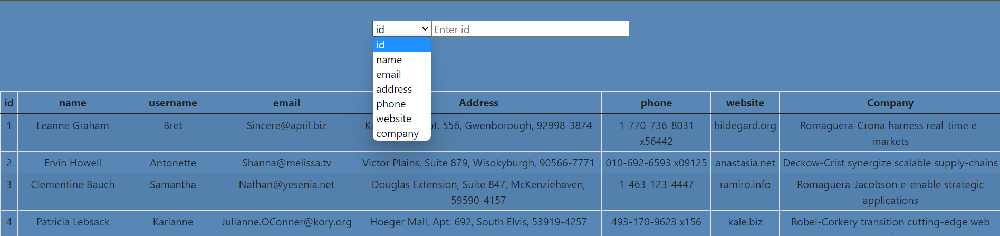 id Enter id
id
name
email
address
phone
website
company
id name username email Address phone website Company
1 Leanne Graham Bret Sincere@april.biz 556, Gwenborough, 92998-3874 1-770-736-8031 hildegard.org Romaguera-Crona harness real-time e-
x56442 markets
2 Ervin Howell Antonette Shanna@melissa.tv Victor Plains, Suite 879, Wisokyburgh, 90566-7771 010-692-6593 x09125 anastasia.net Deckow-Crist synergize scalable supply-chains
3 Clementine Bauch Samantha Nathan@yesenia.net Douglas Extension, Suite 847, McKenziehaven, 1-463-123-4447 ramiro.info Romaguera-Jacobson e-enable strategic
59590-4157 applications
4 Patricia Lebsack Karianne Julianne.OConner@kory.org Hoeger Mall, Apt. 692, South Elvis, 53919-4257 493-170-9623 x156 kale.biz Robel-Corkery transition cutting-edge web